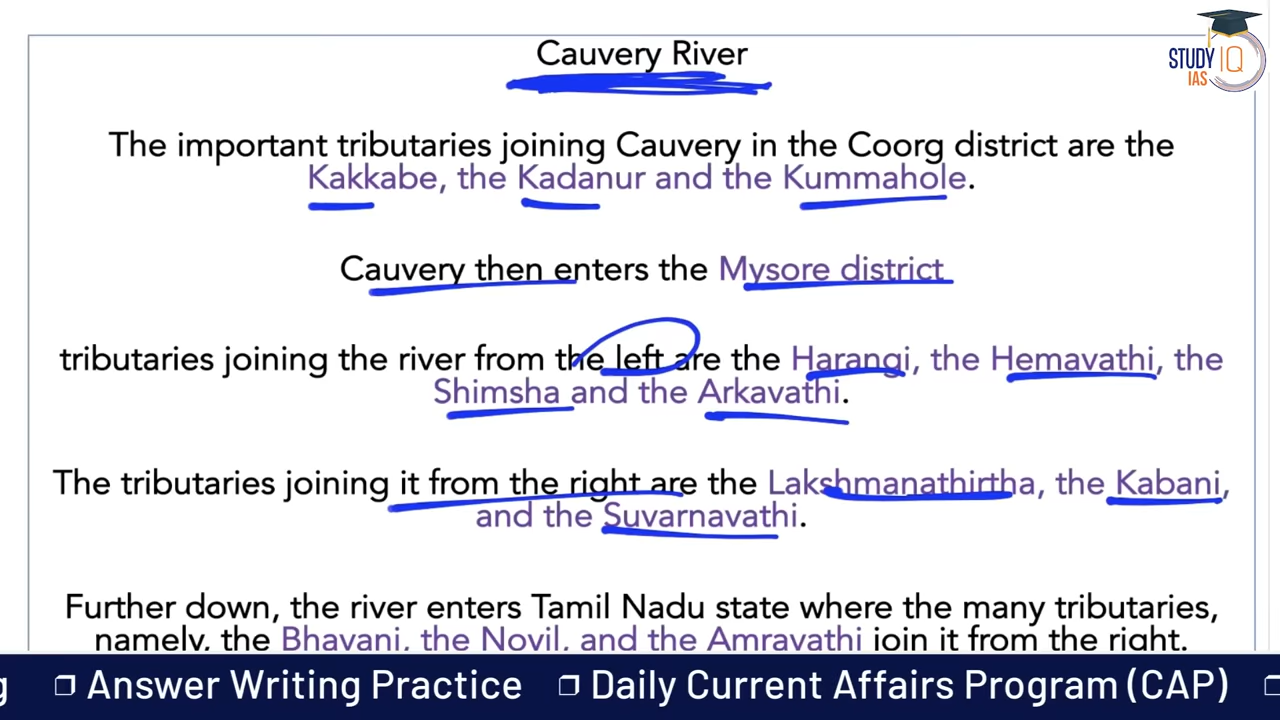 Cauvery River
STUDY IQ
IAS
The important tributaries joining Cauvery in the Coorg district are the
Kakkabe, the Kadanur and the Kummahole.
Cauvery then enters the Mysore district
tributaries joining the river from the left are the Harangi, the Hemavathi, the
Shimsha and the Arkavathi.
The tributaries joining it from the right are the Lakshmanathirtha, the Kabani,
and the Suvarnavathi.
Further down, the river enters Tamil Nadu state where the many tributaries,
namely, the Bhavani, the Noyil, and the Amravathi join it from the right.
g ❐ Answer Writing Practice ❐ Daily Current Affairs Program (CAP)